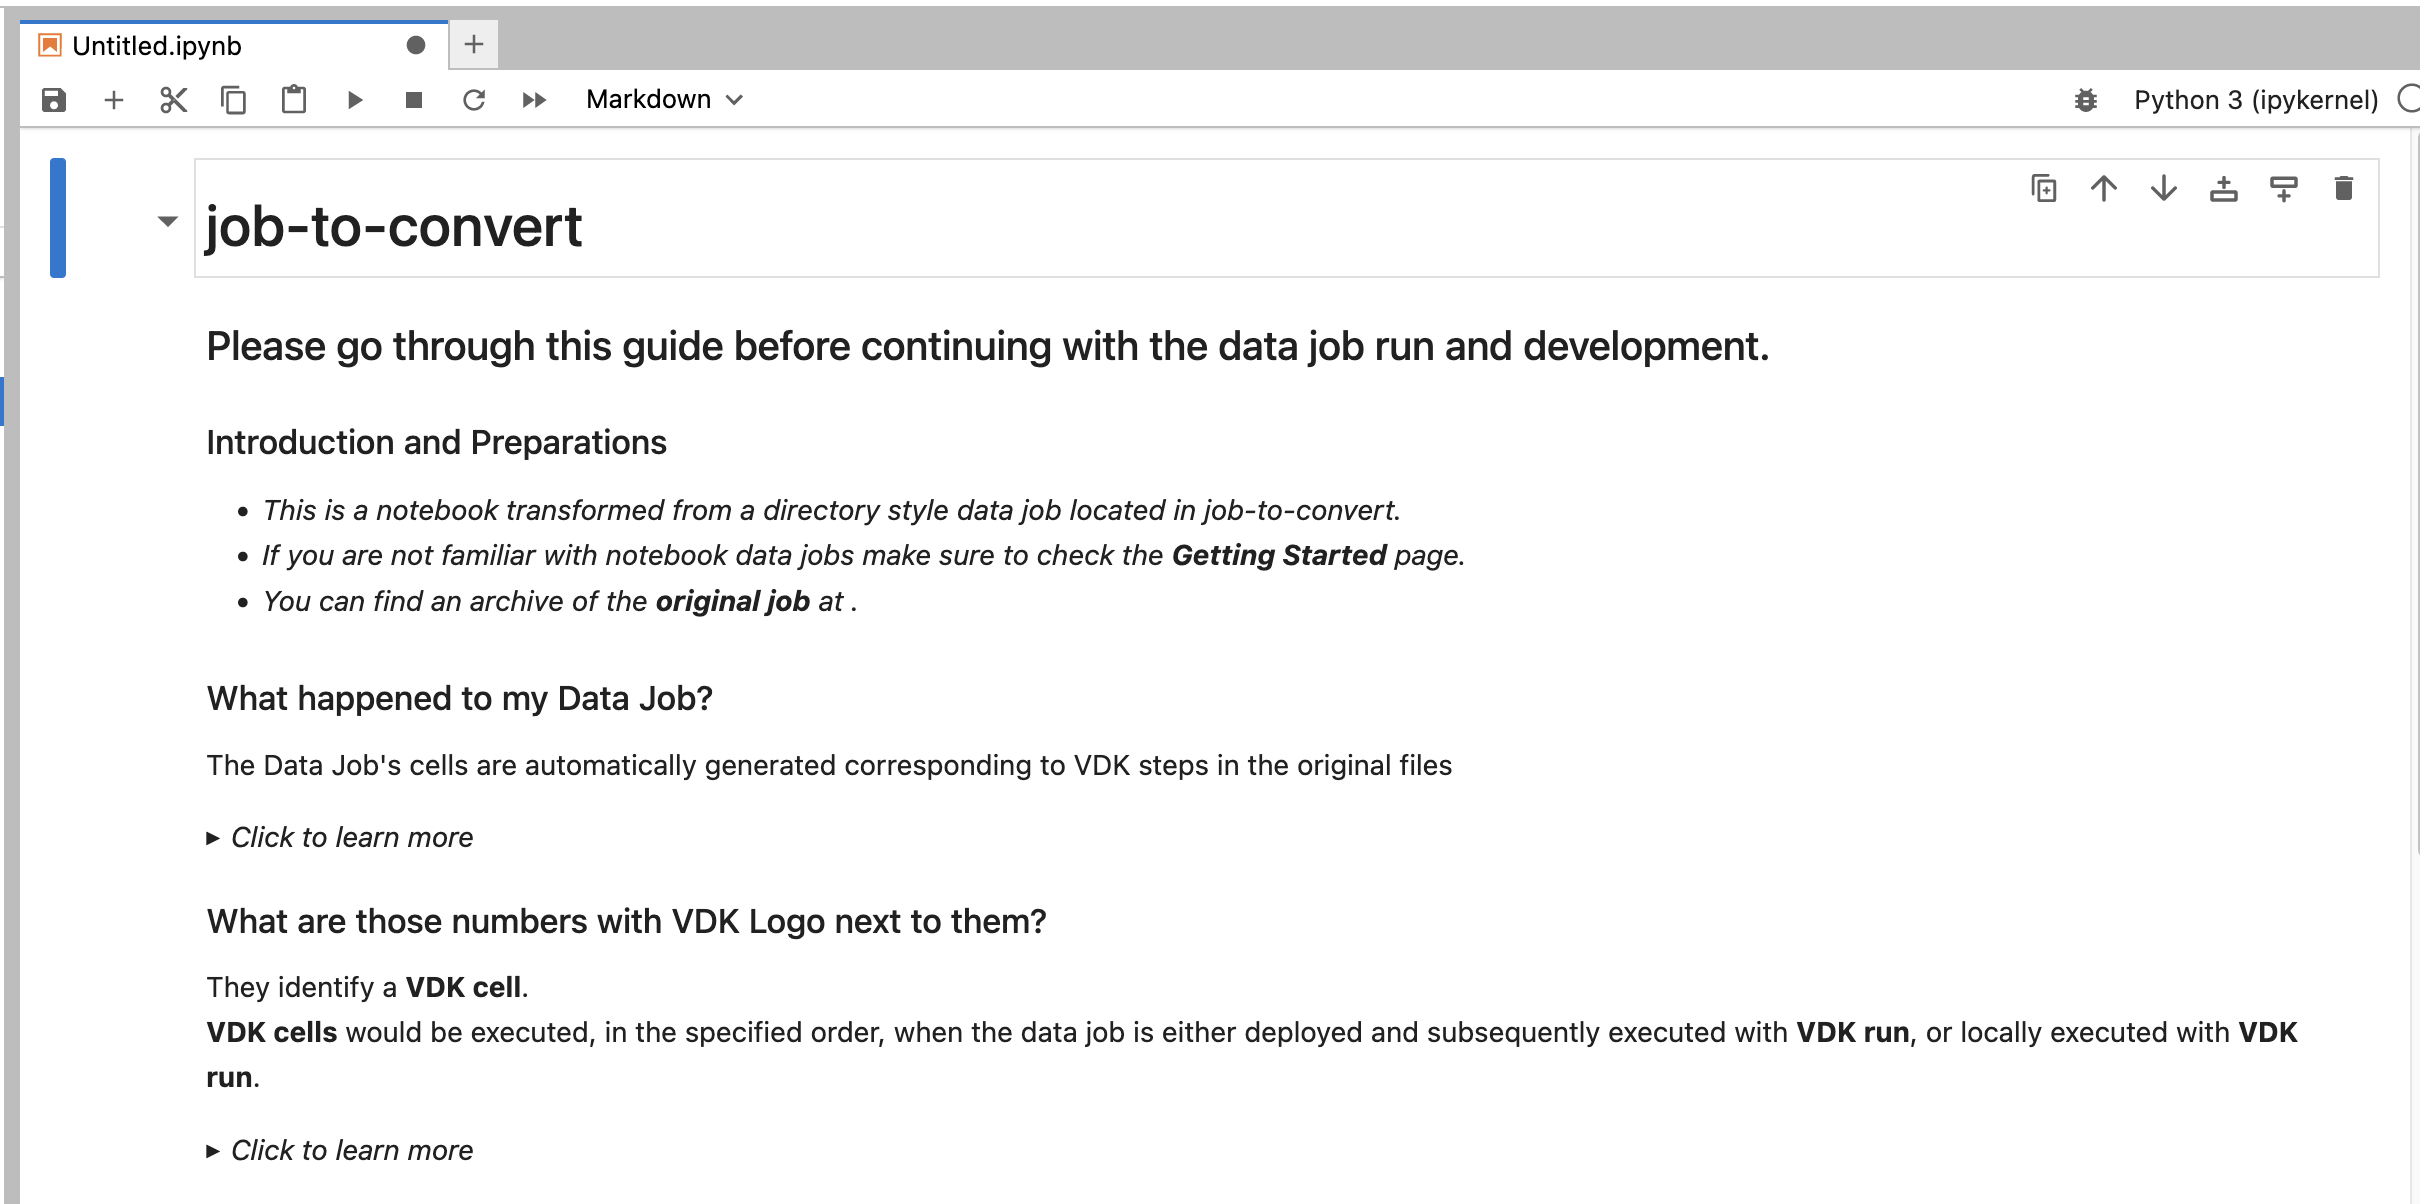 Untitled.ipynb
Markdown
Python 3 (ipykernel)
job-to-convert
Please go through this guide before continuing with the data job run and development.
Introduction and Preparations
• This is a notebook transformed from a directory style data job located in job-to-convert.
• If you are not familiar with notebook data jobs make sure to check the Getting Started page.
• You can find an archive of the original job at .
What happened to my Data Job?
The Data Job's cells are automatically generated corresponding to VDK steps in the original files
Click to learn more
What are those numbers with VDK Logo next to them?
They identify a VDK cell.
VDK cells would be executed, in the specified order, when the data job is either deployed and subsequently executed with VDK run, or locally executed with VDK
run.
Click to learn more